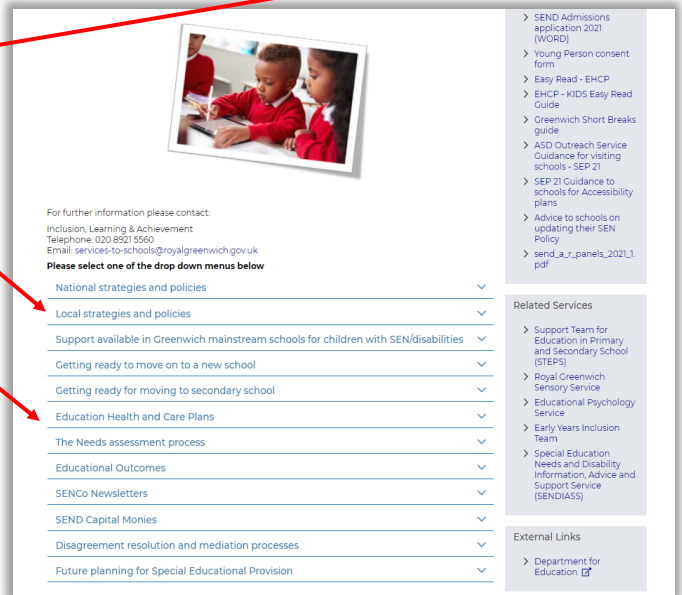 For further information please contact:
Inclusion, Learning & Achievement
Telephone: 020 8921 5560
Email: services-to-schools@royalgreenwich.gov.uk
Please select one of the drop down menus below
National strategies and policies
Local strategies and policies
Support available in Greenwich mainstream schools for children with SEN/disabilities
Getting ready to move on to a new school
Getting ready for moving to secondary school
Education Health and Care Plans
The Needs assessment process
Educational Outcomes
SENCo Newsletters
SEND Capital Monies
Disagreement resolution and mediation processes
Future planning for Special Educational Provision
SEND Admissions
application 2021
(WORD)
Young Person consent
form
Easy Read - EHCP
EHCP - KIDS Easy Read
Guide
Greenwich Short Breaks
guide
ASD Outreach Service
Guidance for visiting
schools - SEP 21
SEP 21 Guidance to
schools for Accessibility
plans
Advice to schools on
updating their SEN
Policy
send_a_r_panels_2021_1.
pdf
Related Services
Support Team for
Education in Primary
and Secondary School
(STEPS)
Royal Greenwich
Sensory Service
Educational Psychology
Service
Early Years Inclusion
Team
Special Education
Needs and Disability
Information, Advice and
Support Service
(SENDIASS)
External Links
Department for
Education